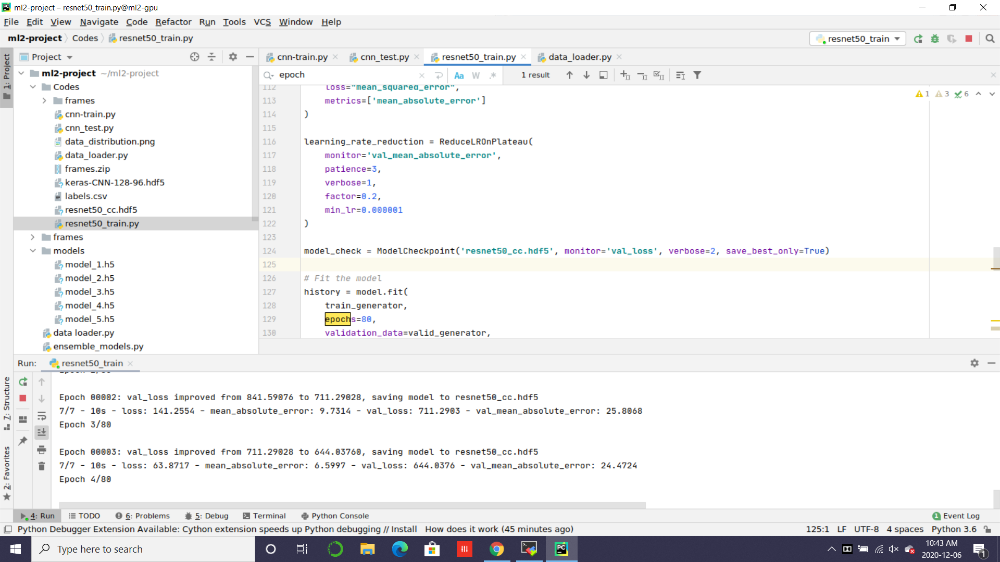 ml2-project – resnet50_train.py@ml2-gpu
File Edit View Navigate Code Refactor Run Tools VCS Window Help
ml2-project Codes resnet50_train.py
resnet50_train
1: Project
Project
cnn-train.py cnn_test.py resnet50_train.py data_loader.py
epoch Aa W .* 1 result
ml2-project ~/ml2-project
Codes
frames
cnn-train.py
cnn_test.py
data_distribution.png
data_loader.py
frames.zip
keras-CNN-128-96.hdf5
labels.csv
resnet50_cc.hdf5
resnet50_train.py
frames
models
model_1.h5
model_2.h5
model_3.h5
model_4.h5
model_5.h5
data loader.py
ensemble_models.py
1 3 6
112 loss="mean_squared_error",
113 metrics=['mean_absolute_error']
114 )
115
116 learning_rate_reduction = ReduceLROnPlateau(
117 monitor='val_mean_absolute_error',
118 patience=3,
119 verbose=1,
120 factor=0.2,
121 min_lr=0.000001
122 )
123
124 model_check = ModelCheckpoint('resnet50_cc.hdf5', monitor='val_loss', verbose=2, save_best_only=True)
125
126 # Fit the model
127 history = model.fit(
128 train_generator,
129 epochs=80,
130 validation_data=valid_generator,
Run: resnet50_train
7: Structure
2: Favorites
Epoch 00002: val_loss improved from 841.59076 to 711.29028, saving model to resnet50_cc.hdf5
7/7 - 10s - loss: 141.2554 - mean_absolute_error: 9.7314 - val_loss: 711.2903 - val_mean_absolute_error: 25.8068
Epoch 3/80
Epoch 00003: val_loss improved from 711.29028 to 644.03760, saving model to resnet50_cc.hdf5
7/7 - 10s - loss: 63.8717 - mean_absolute_error: 6.5997 - val_loss: 644.0376 - val_mean_absolute_error: 24.4724
Epoch 4/80
4: Run TODO 6: Problems 5: Debug Terminal Python Console 1 Event Log
Python Debugger Extension Available: Cython extension speeds up Python debugging // Install How does it work (45 minutes ago) 125:1 LF UTF-8 4 spaces Python 3.6
Type here to search
10:43 AM
2020-12-06
1